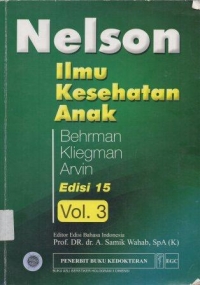 Nelson
Ilmu
Kesehatan
Anak
Behrman
Kliegman
Arvin
Edisi 15
Vol. 3
Editor Edisi Bahasa Indonesia
Prof. DR. dr. A. Samik Wahab, SpA (K)
PENERBIT BUKU KEDOKTERAN
EGC